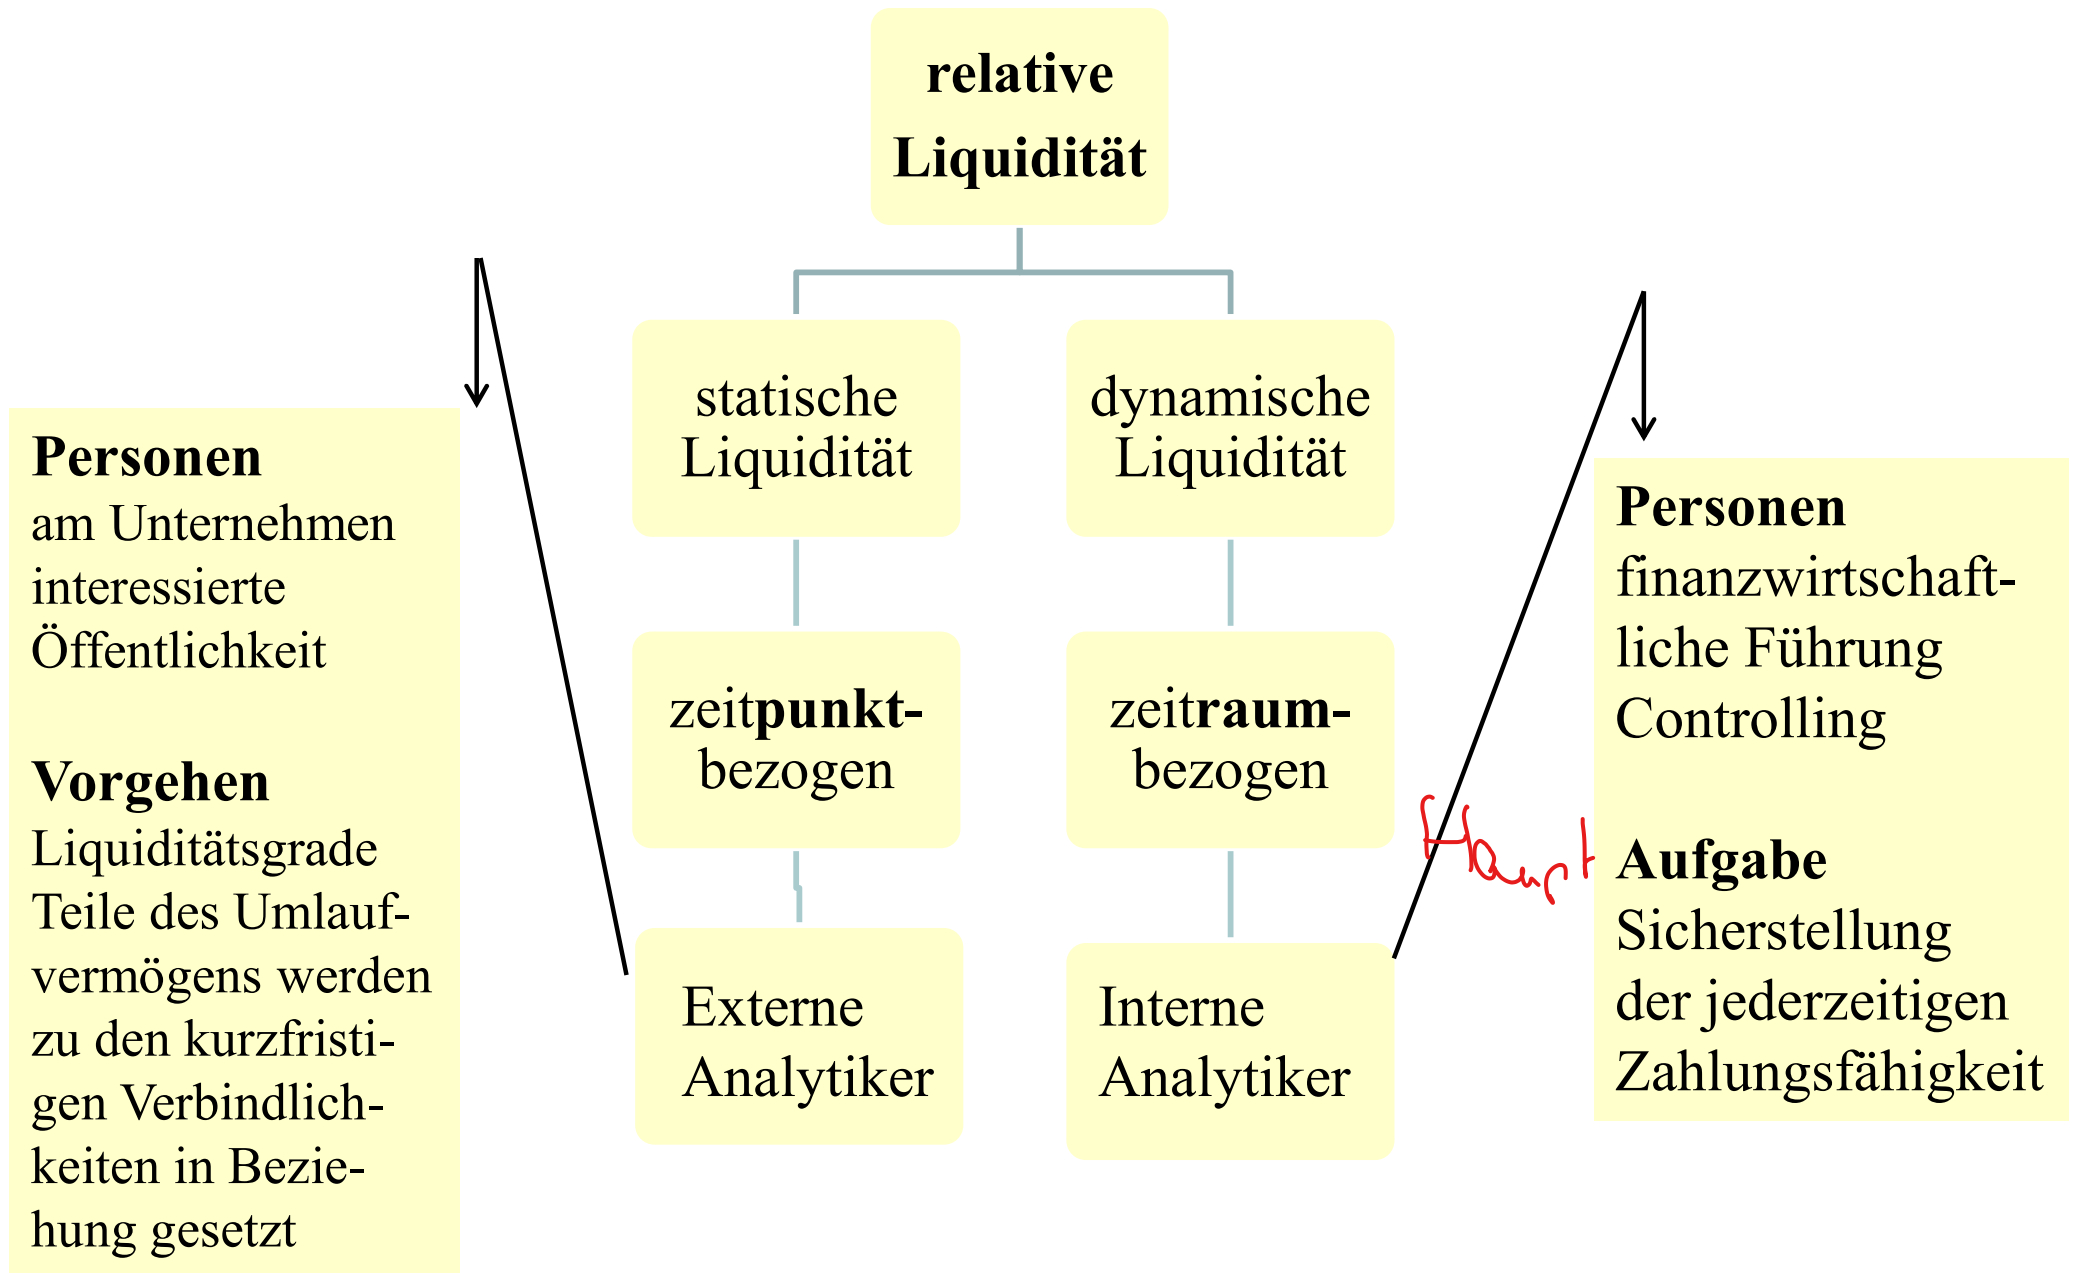 relative
Liquidität
statische
Liquidität
dynamische
Liquidität
zeitpunkt-
bezogen
zeitraum-
bezogen
Externe
Analytiker
Interne
Analytiker
Personen
am Unternehmen
interessierte
Öffentlichkeit
Vorgehen
Liquiditätsgrade
Teile des Umlauf-
vermögens werden
zu den kurzfristi-
gen Verbindlich-
keiten in Bezie-
hung gesetzt
Personen
finanzwirtschaft-
liche Führung
Controlling
Haupt-
Aufgabe
Sicherstellung
der jederzeitigen
Zahlungsfähigkeit